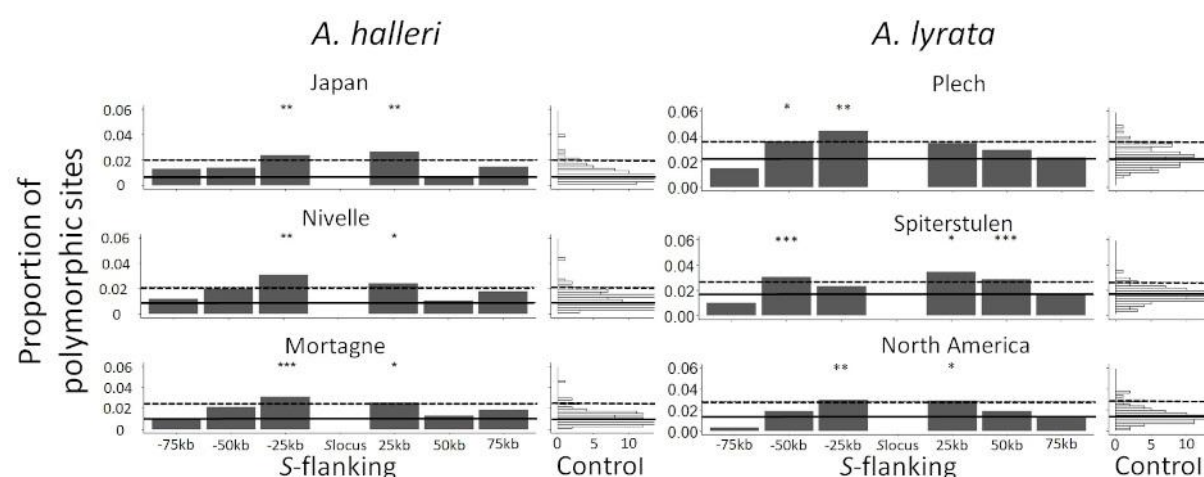 A. halleri
A. lyrata
Proportion of
polymorphic sites
Japan
** **
0.06
0.04
0.02
0
Plech
* **
0.06
0.04
0.02
0.00
Nivelle
** *
0.06
0.04
0.02
0
Spiterstulen
*** * ***
0.06
0.04
0.02
0.00
Mortagne
*** *
0.06
0.04
0.02
0
North America
** *
0.06
0.04
0.02
0.00
-75kb -50kb -25kb Slocus 25kb 50kb 75kb
0 5 10
-75kb -50kb -25kb Slocus 25kb 50kb 75kb
0 5 10
S-flanking Control S-flanking Control